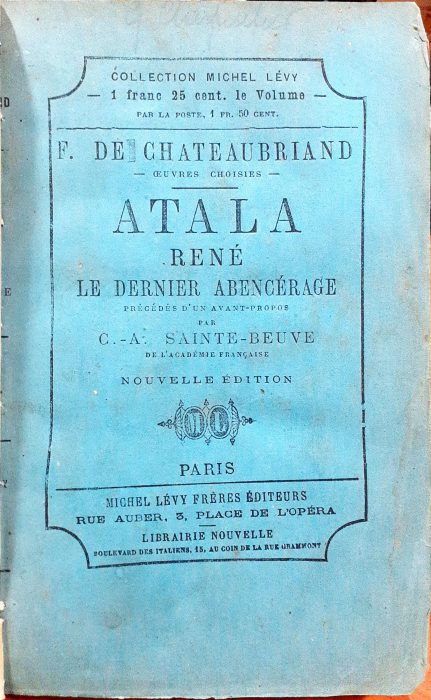 COLLECTION MICHEL LÉVY
— 1 franc 25 cent. le Volume —
PAR LA POSTE, 1 FR. 50 CENT.
F. DE CHATEAUBRIAND
— ŒUVRES CHOISIES —
ATALA
RENÉ
LE DERNIER ABENCÉRAGE
PRÉCÉDÉS D'UN AVANT-PROPOS
PAR
C.-A. SAINTE-BEUVE
DE L'ACADÉMIE FRANÇAISE
NOUVELLE ÉDITION
PARIS
MICHEL LÉVY FRÈRES ÉDITEURS
RUE AUBER, 3, PLACE DE L'OPÉRA
LIBRAIRIE NOUVELLE
BOULEVARD DES ITALIENS, 15, AU COIN DE LA RUE GRAMMONT